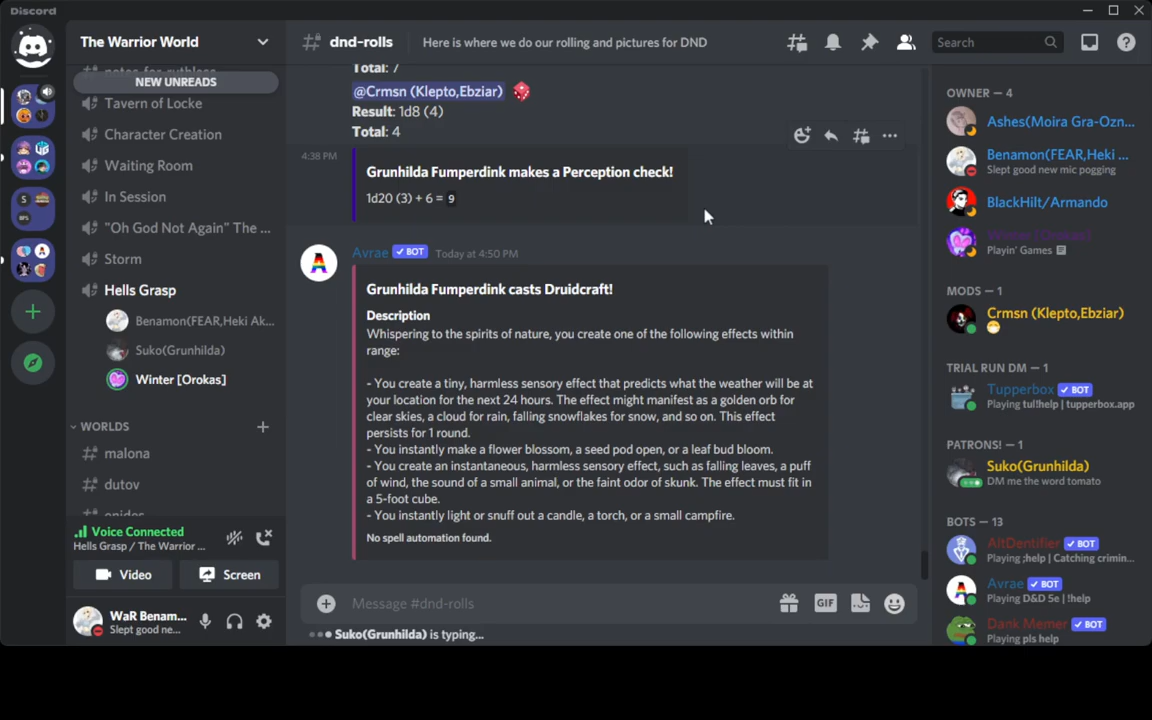 Discord
The Warrior World
dnd-rolls
Here is where we do our rolling and pictures for DND
Search
notes-for-ruthless
NEW UNREADS
Tavern of Locke
Character Creation
Waiting Room
In Session
"Oh God Not Again" The ...
Storm
Hells Grasp
Benamon(FEAR,Heki Ak...
Suko(Grunhilda)
Winter [Orokas]
WORLDS
malona
dutov
Voice Connected
Hells Grasp / The Warrior ...
Video
Screen
WaR Benam...
Slept good ne...
Total: 7
@Crmsn (Klepto,Ebziar)
Result: 1d8 (4)
Total: 4
4:38 PM
Grunhilda Fumperdink makes a Perception check!
1d20 (3) + 6 = 9
A
Avrae BOT Today at 4:50 PM
Grunhilda Fumperdink casts Druidcraft!
Description
Whispering to the spirits of nature, you create one of the following effects within
range:
- You create a tiny, harmless sensory effect that predicts what the weather will be at
your location for the next 24 hours. The effect might manifest as a golden orb for
clear skies, a cloud for rain, falling snowflakes for snow, and so on. This effect
persists for 1 round.
- You instantly make a flower blossom, a seed pod open, or a leaf bud bloom.
- You create an instantaneous, harmless sensory effect, such as falling leaves, a puff
of wind, the sound of a small animal, or the faint odor of skunk. The effect must fit in
a 5-foot cube.
- You instantly light or snuff out a candle, a torch, or a small campfire.
No spell automation found.
Message #dnd-rolls
GIF
Suko(Grunhilda) is typing...
OWNER — 4
Ashes(Moira Gra-Ozn...
Benamon(FEAR,Heki ...
Slept good new mic pogging
BlackHilt/Armando
Winter [Orokas]
Playin' Games
MODS — 1
Crmsn (Klepto,Ebziar)
TRIAL RUN DM — 1
Tupperbox BOT
Playing tul!help | tupperbox.app
PATRONS! — 1
Suko(Grunhilda)
DM me the word tomato
BOTS — 13
AltDentifier BOT
Playing ;help | Catching crimin...
A
Avrae BOT
Playing D&D 5e | !help
Dank Memer BOT
Playing pls help